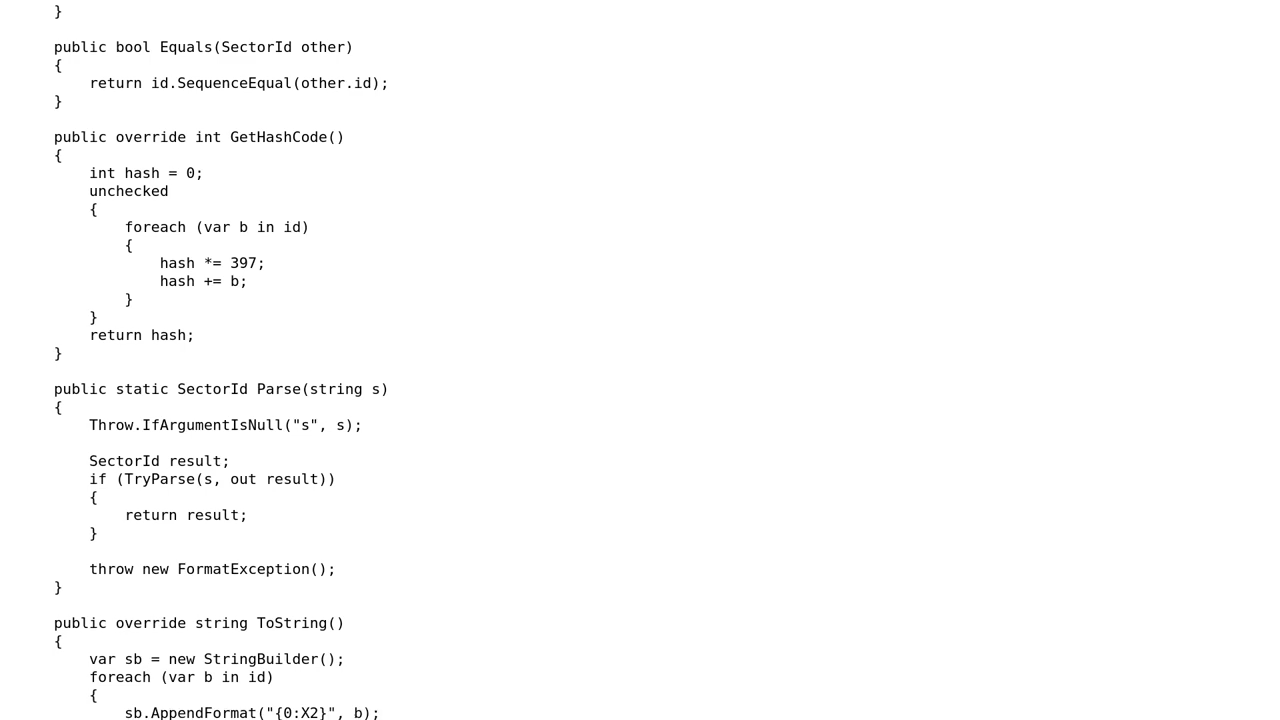 }

public bool Equals(SectorId other)
{
    return id.SequenceEqual(other.id);
}

public override int GetHashCode()
{
    int hash = 0;
    unchecked
    {
        foreach (var b in id)
        {
            hash *= 397;
            hash += b;
        }
    }
    return hash;
}

public static SectorId Parse(string s)
{
    Throw.IfArgumentIsNull("s", s);

    SectorId result;
    if (TryParse(s, out result))
    {
        return result;
    }

    throw new FormatException();
}

public override string ToString()
{
    var sb = new StringBuilder();
    foreach (var b in id)
    {
        sb.AppendFormat("{0:X2}", b);